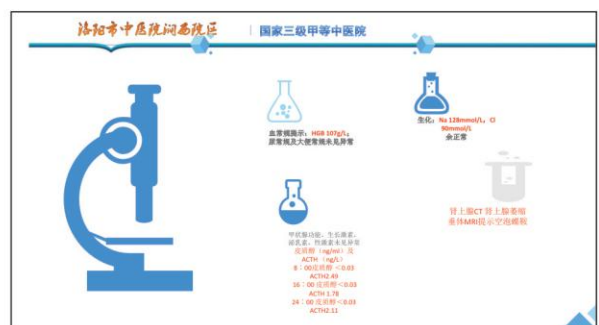 洛阳市中医院涧西院区
国家三级甲等中医院
血常规提示:HGB 107g/L;
尿常规及大便常规未见异常
生化:Na 128mmol/L, Cl
90mmol/L
余正常
肾上腺CT 肾上腺萎缩
垂体MRI提示空泡蝶鞍
甲状腺功能、生长激素、
泌乳素、性激素未见异常
皮质醇(ng/ml)及
ACTH (ng/L)
8:00皮质醇<0.03
ACTH2.49
16:00 皮质醇<0.03
ACTH 1.78
24:00 皮质醇<0.03
ACTH2.11